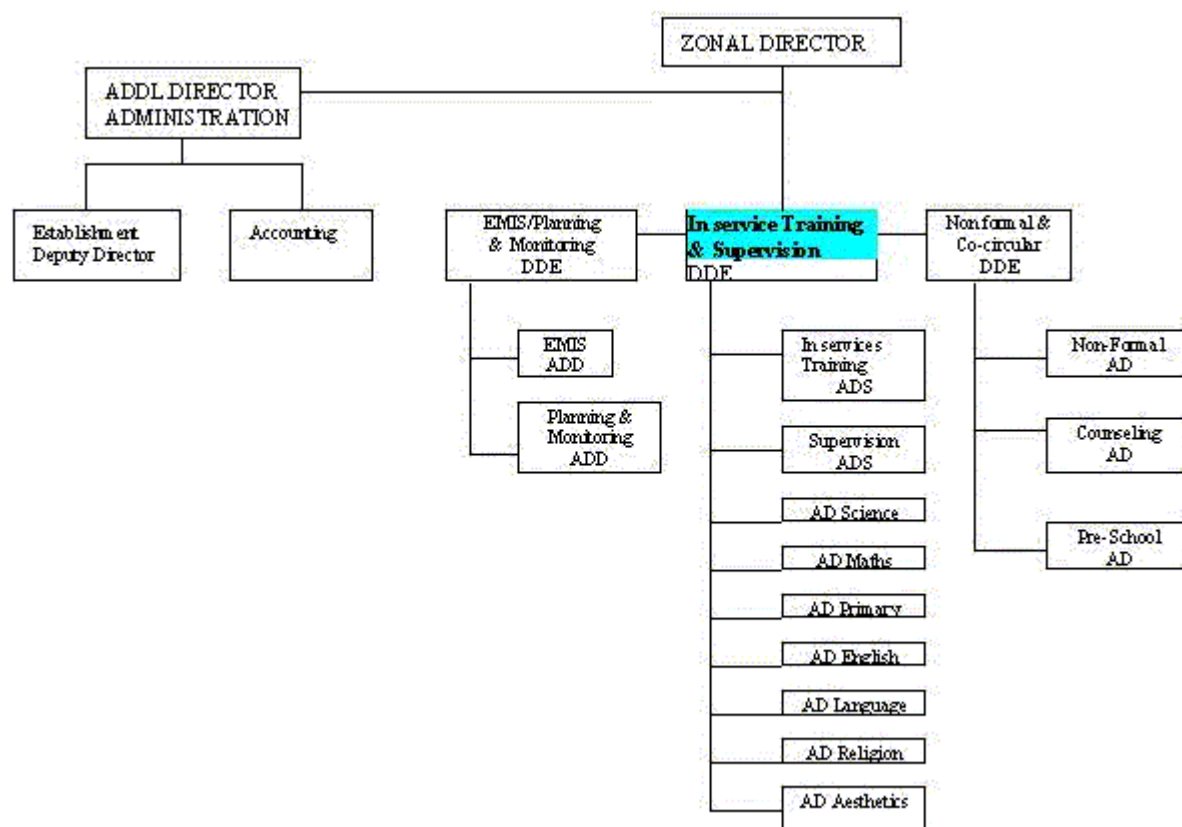 ZONAL DIRECTOR
ADDL DIRECTOR
ADMINISTRATION
Establishment
Deputy Director
Accounting
EMIS/Planning
& Monitoring
DDE
In service Training
& Supervision
DDE
Non formal &
Co-circular
DDE
EMIS
ADD
Planning &
Monitoring
ADD
In services
Training
ADS
Supervision
ADS
AD Science
AD Maths
AD Primary
AD English
AD Language
AD Religion
AD Aesthetics
Non-Formal
AD
Counseling
AD
Pre-School
AD